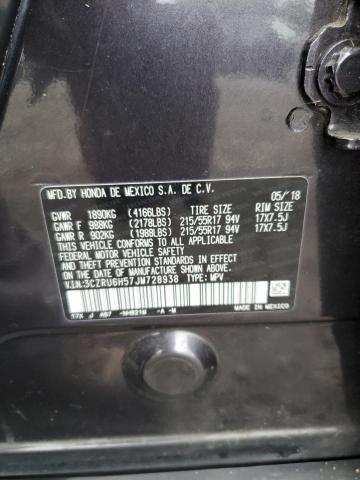 MFD.BY HONDA DE MEXICO S.A. DE C.V. 05/'18
GVWR 1890KG (4166LBS) TIRE SIZE RIM SIZE
GAWR F 988KG (2178LBS) 215/55R17 94V 17X7.5J
GAWR R 902KG (1988LBS) 215/55R17 94V 17X7.5J
THIS VEHICLE CONFORMS TO ALL APPLICABLE
FEDERAL MOTOR VEHICLE SAFETY AND THEFT
PREVENTION STANDARDS IN EFFECT ON THE DATE
OF MANUFACTURE SHOWN ABOVE.
V.I.N:3CZRU6H57JM728938 TYPE: MPV
17X J A57 -NH821M -A -M MADE IN MEXICO